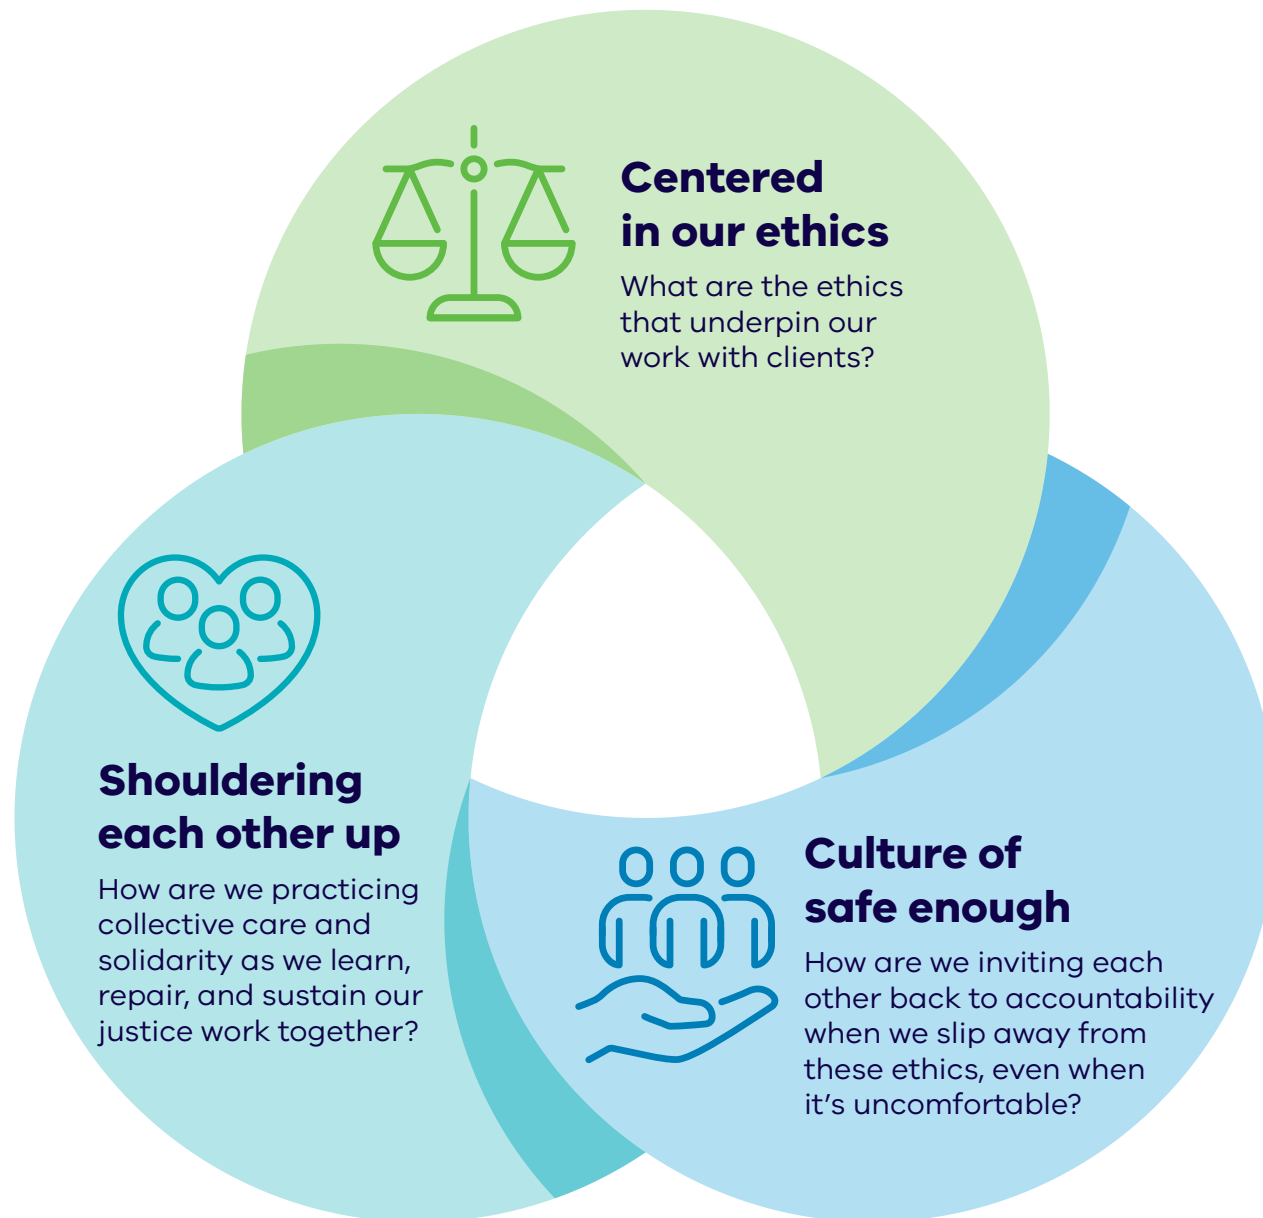 Centered
in our ethics
What are the ethics
that underpin our
work with clients?
Shouldering
each other up
How are we practicing
collective care and
solidarity as we learn,
repair, and sustain our
justice work together?
Culture of
safe enough
How are we inviting each
other back to accountability
when we slip away from
these ethics, even when
it’s uncomfortable?